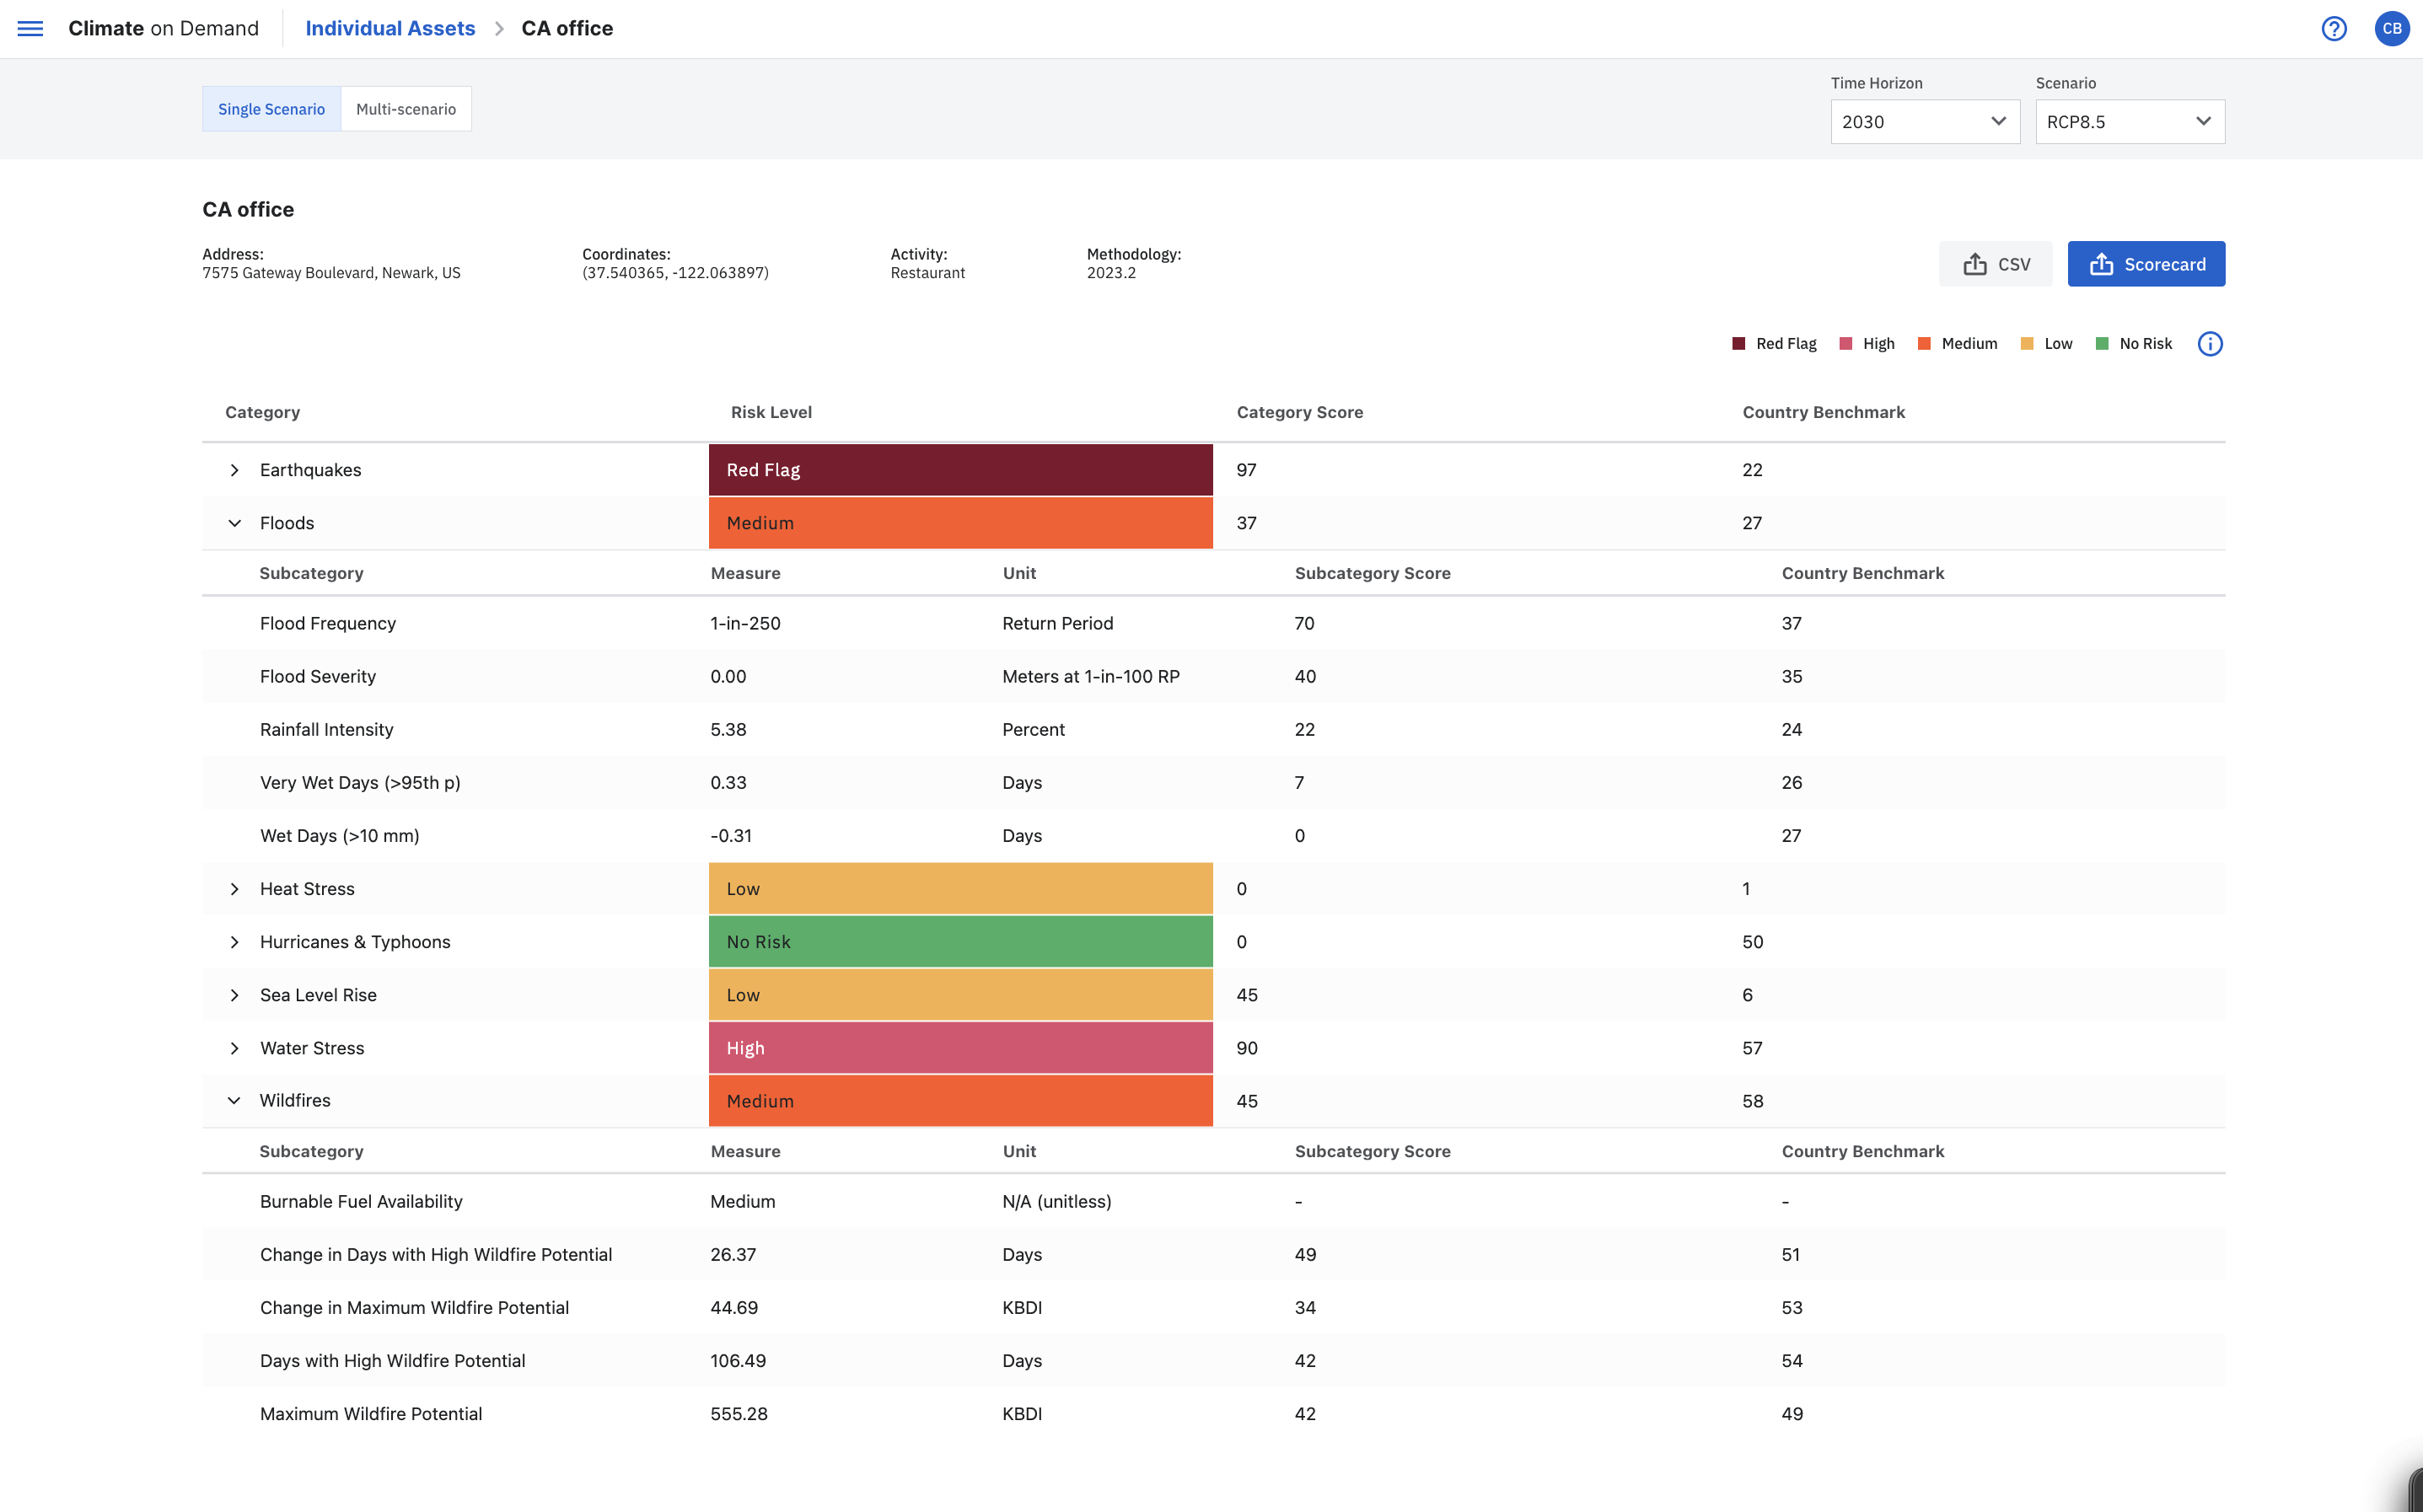 Climate on Demand Individual Assets > CA office CB
Single Scenario Multi-scenario
Time Horizon Scenario
2030 RCP8.5
CA office
Address: Coordinates: Activity: Methodology:
7575 Gateway Boulevard, Newark, US (37.540365, -122.063897) Restaurant 2023.2
CSV Scorecard
Red Flag High Medium Low No Risk
Category Risk Level Category Score Country Benchmark
Earthquakes Red Flag 97 22
Floods Medium 37 27
Subcategory Measure Unit Subcategory Score Country Benchmark
Flood Frequency 1-in-250 Return Period 70 37
Flood Severity 0.00 Meters at 1-in-100 RP 40 35
Rainfall Intensity 5.38 Percent 22 24
Very Wet Days (>95th p) 0.33 Days 7 26
Wet Days (>10 mm) -0.31 Days 0 27
Heat Stress Low 0 1
Hurricanes & Typhoons No Risk 0 50
Sea Level Rise Low 45 6
Water Stress High 90 57
Wildfires Medium 45 58
Subcategory Measure Unit Subcategory Score Country Benchmark
Burnable Fuel Availability Medium N/A (unitless) - -
Change in Days with High Wildfire Potential 26.37 Days 49 51
Change in Maximum Wildfire Potential 44.69 KBDI 34 53
Days with High Wildfire Potential 106.49 Days 42 54
Maximum Wildfire Potential 555.28 KBDI 42 49